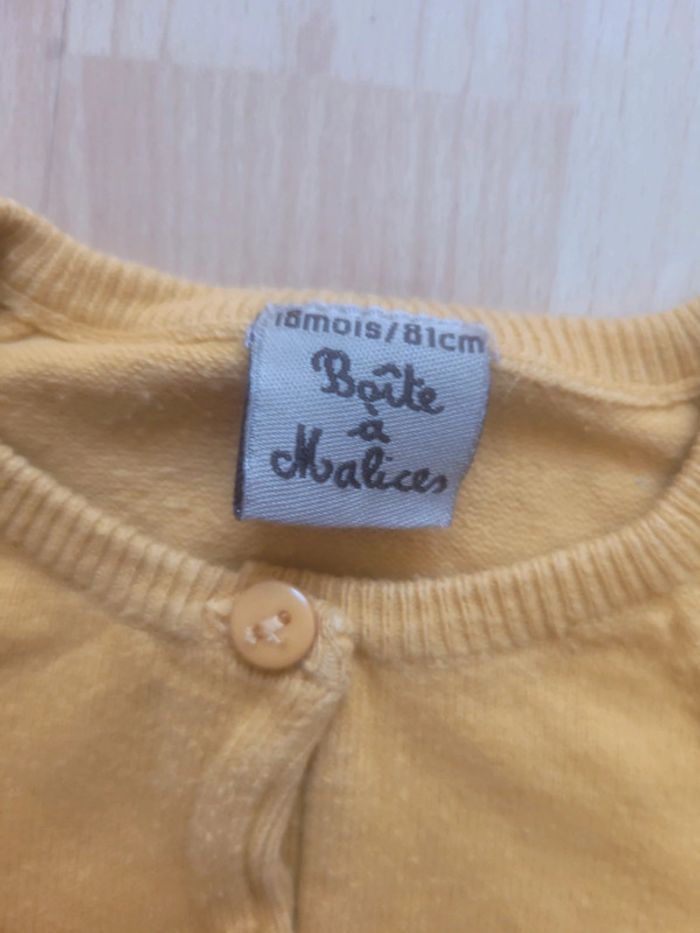 18mois/81cm
Boîte
à
Malices